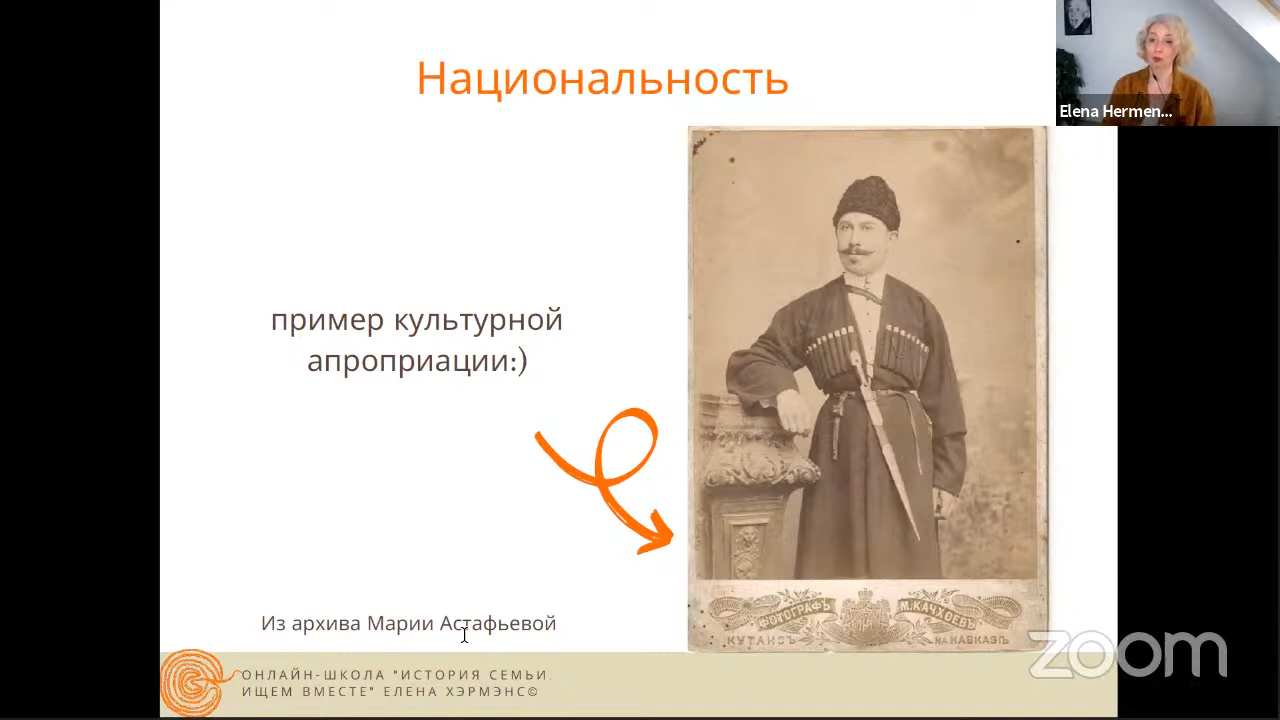 Национальность
Elena Hermen...
пример культурной
апроприации:)
ФОТОГРАФЪ
М.КАЧХОЕВЪ
КУТАИСЪ
НА КАВКАЗѢ
Из архива Марии Астафьевой
ОНЛАЙН-ШКОЛА "ИСТОРИЯ СЕМЬИ
ИЩЕМ ВМЕСТЕ" ЕЛЕНА ХЭРМЭНС©
zoom